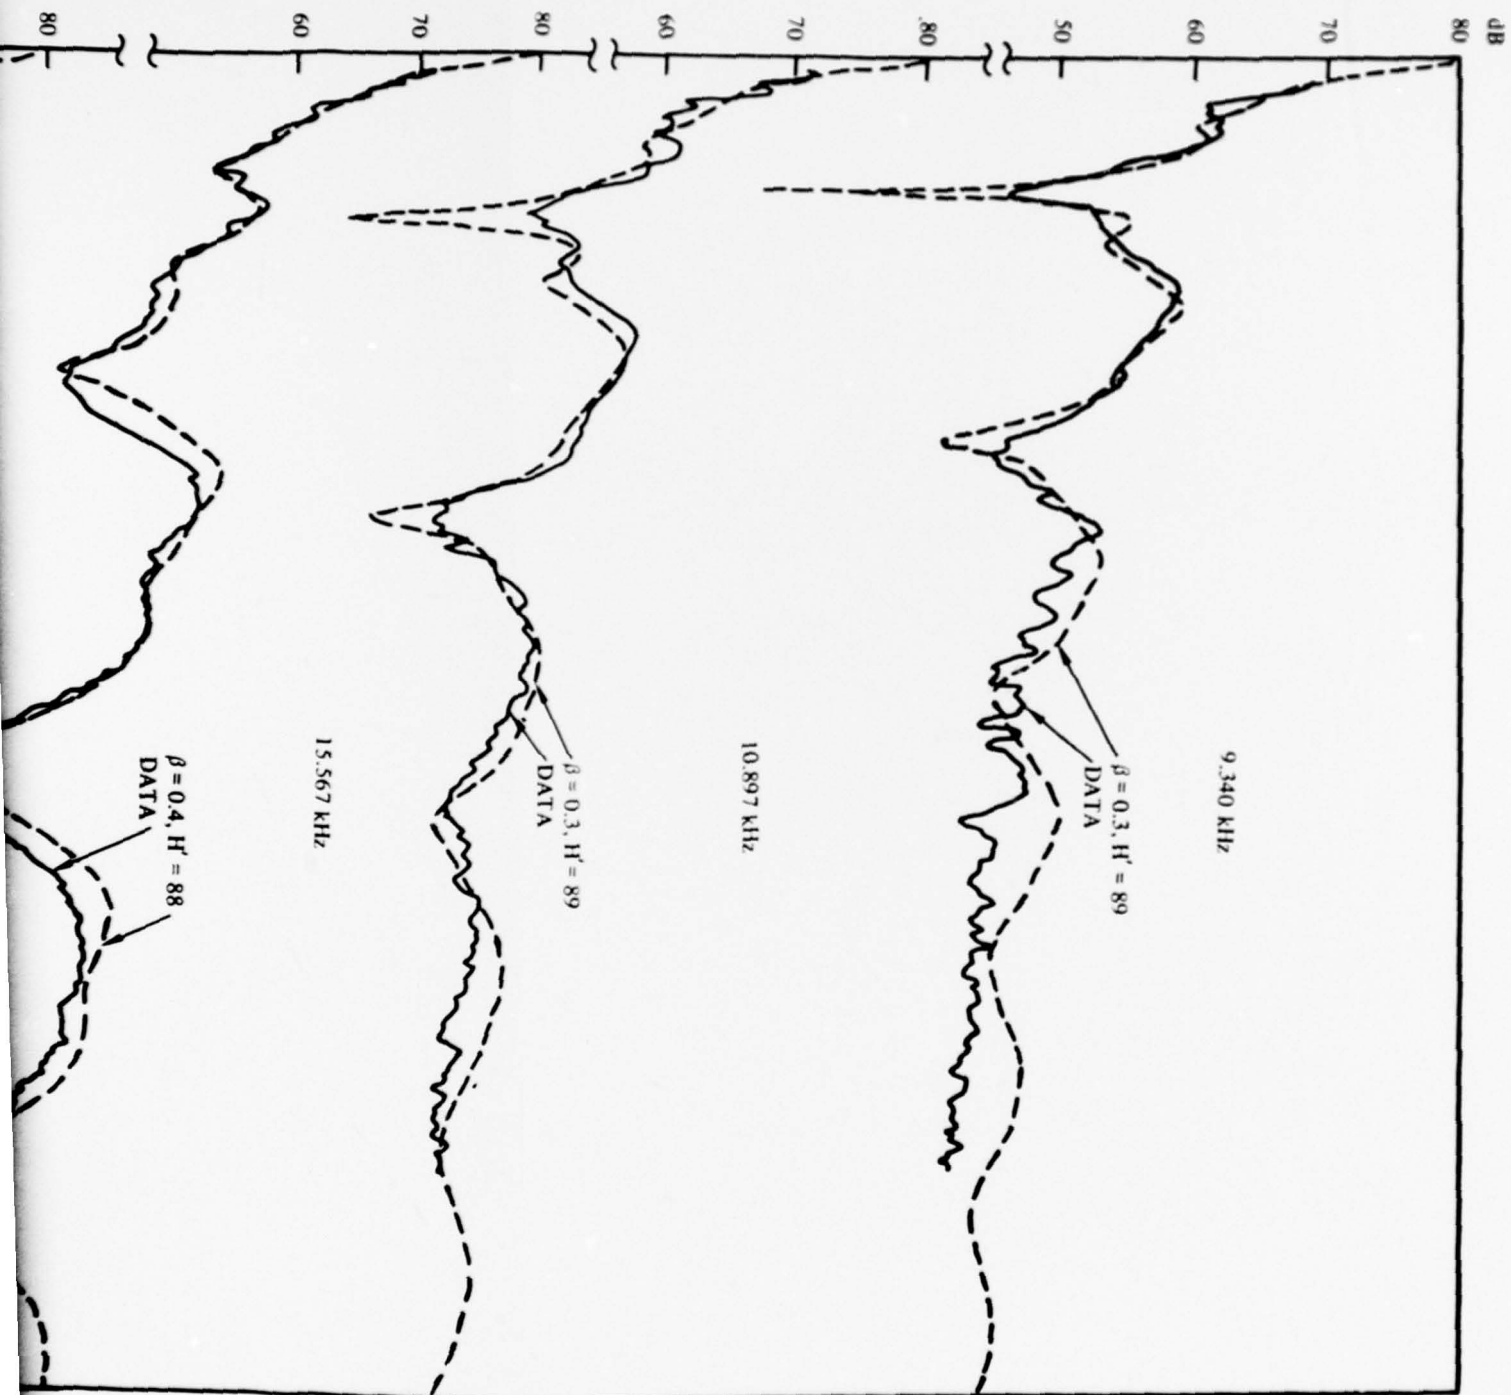 dB
80
70
60
50
9.340 kHz
β = 0.3, H' = 89
DATA
80
70
60
10.897 kHz
β = 0.3, H' = 89
DATA
80
70
60
15.567 kHz
β = 0.4, H' = 88
DATA
80